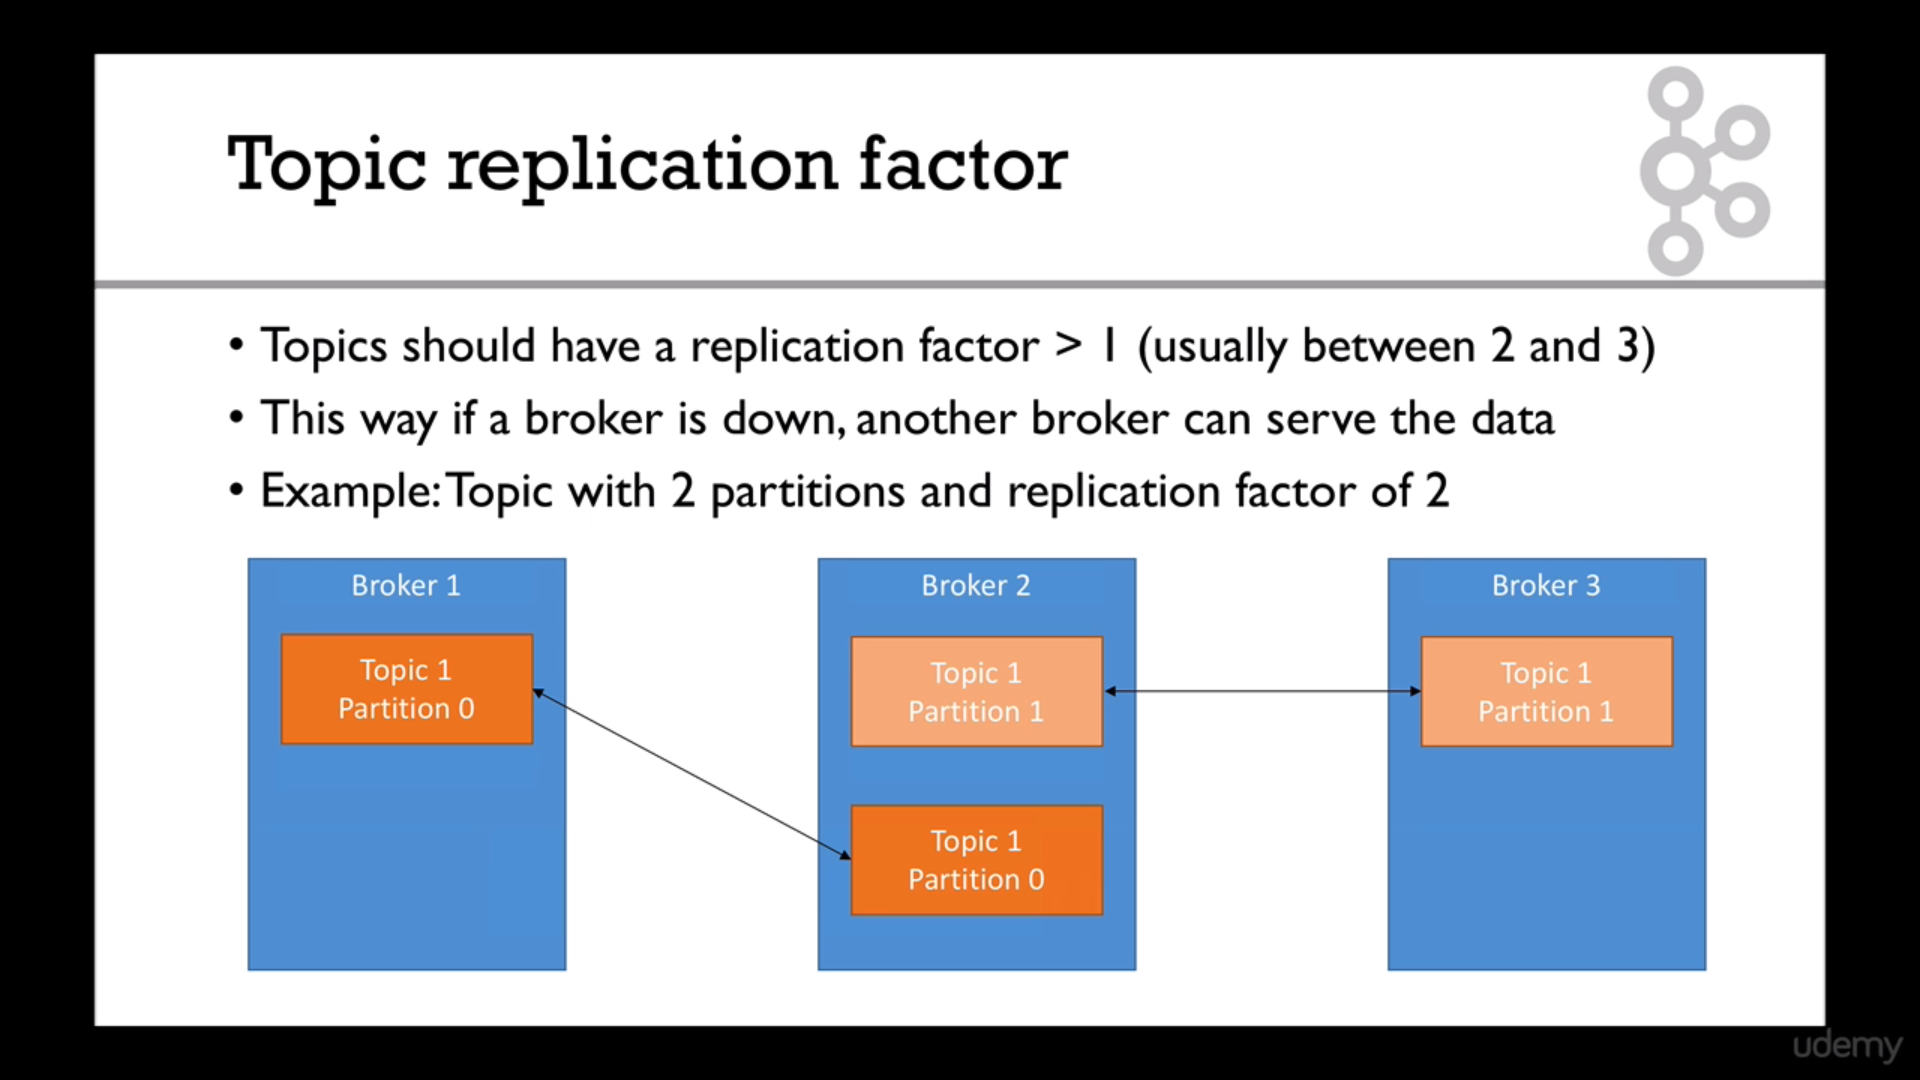 Topic replication factor
• Topics should have a replication factor > 1 (usually between 2 and 3)
• This way if a broker is down, another broker can serve the data
• Example: Topic with 2 partitions and replication factor of 2
Broker 1
Topic 1
Partition 0
Broker 2
Topic 1
Partition 1
Topic 1
Partition 0
Broker 3
Topic 1
Partition 1
udemy